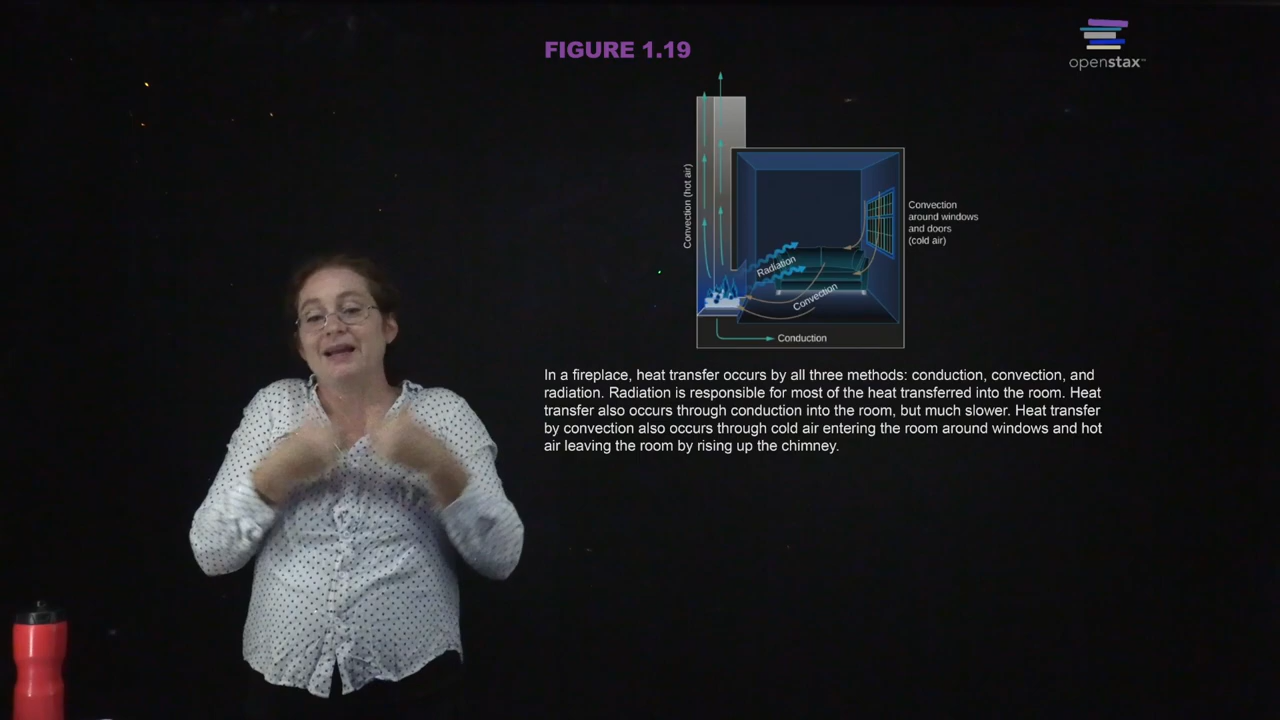 FIGURE 1.19
openstax™
Convection (hot air)
Convection
around windows
and doors
(cold air)
Radiation
Convection
Conduction
In a fireplace, heat transfer occurs by all three methods: conduction, convection, and
radiation. Radiation is responsible for most of the heat transferred into the room. Heat
transfer also occurs through conduction into the room, but much slower. Heat transfer
by convection also occurs through cold air entering the room around windows and hot
air leaving the room by rising up the chimney.